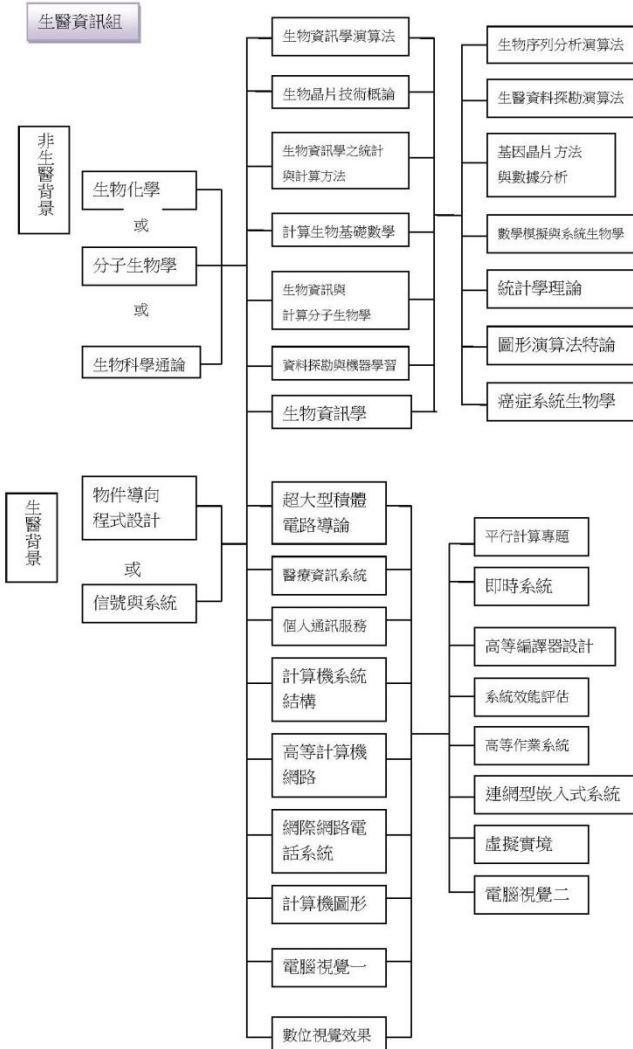 生醫資訊組
非生醫背景
生物化學
或
分子生物學
或
生物科學通論
生醫背景
物件導向
程式設計
或
信號與系統
生物資訊學演算法
生物晶片技術概論
生物資訊學之統計
與計算方法
計算生物基礎數學
生物資訊與
計算分子生物學
資料探勘與機器學習
生物資訊學
超大型積體
電路導論
醫療資訊系統
個人通訊服務
計算機系統
結構
高等計算機
網路
網際網路電
話系統
計算機圖形
電腦視覺一
數位視覺效果
生物序列分析演算法
生醫資料探勘演算法
基因晶片方法
與數據分析
數學模擬與系統生物學
統計學理論
圖形演算法特論
癌症系統生物學
平行計算專題
即時系統
高等編譯器設計
系統效能評估
高等作業系統
連網型嵌入式系統
虛擬實境
電腦視覺二